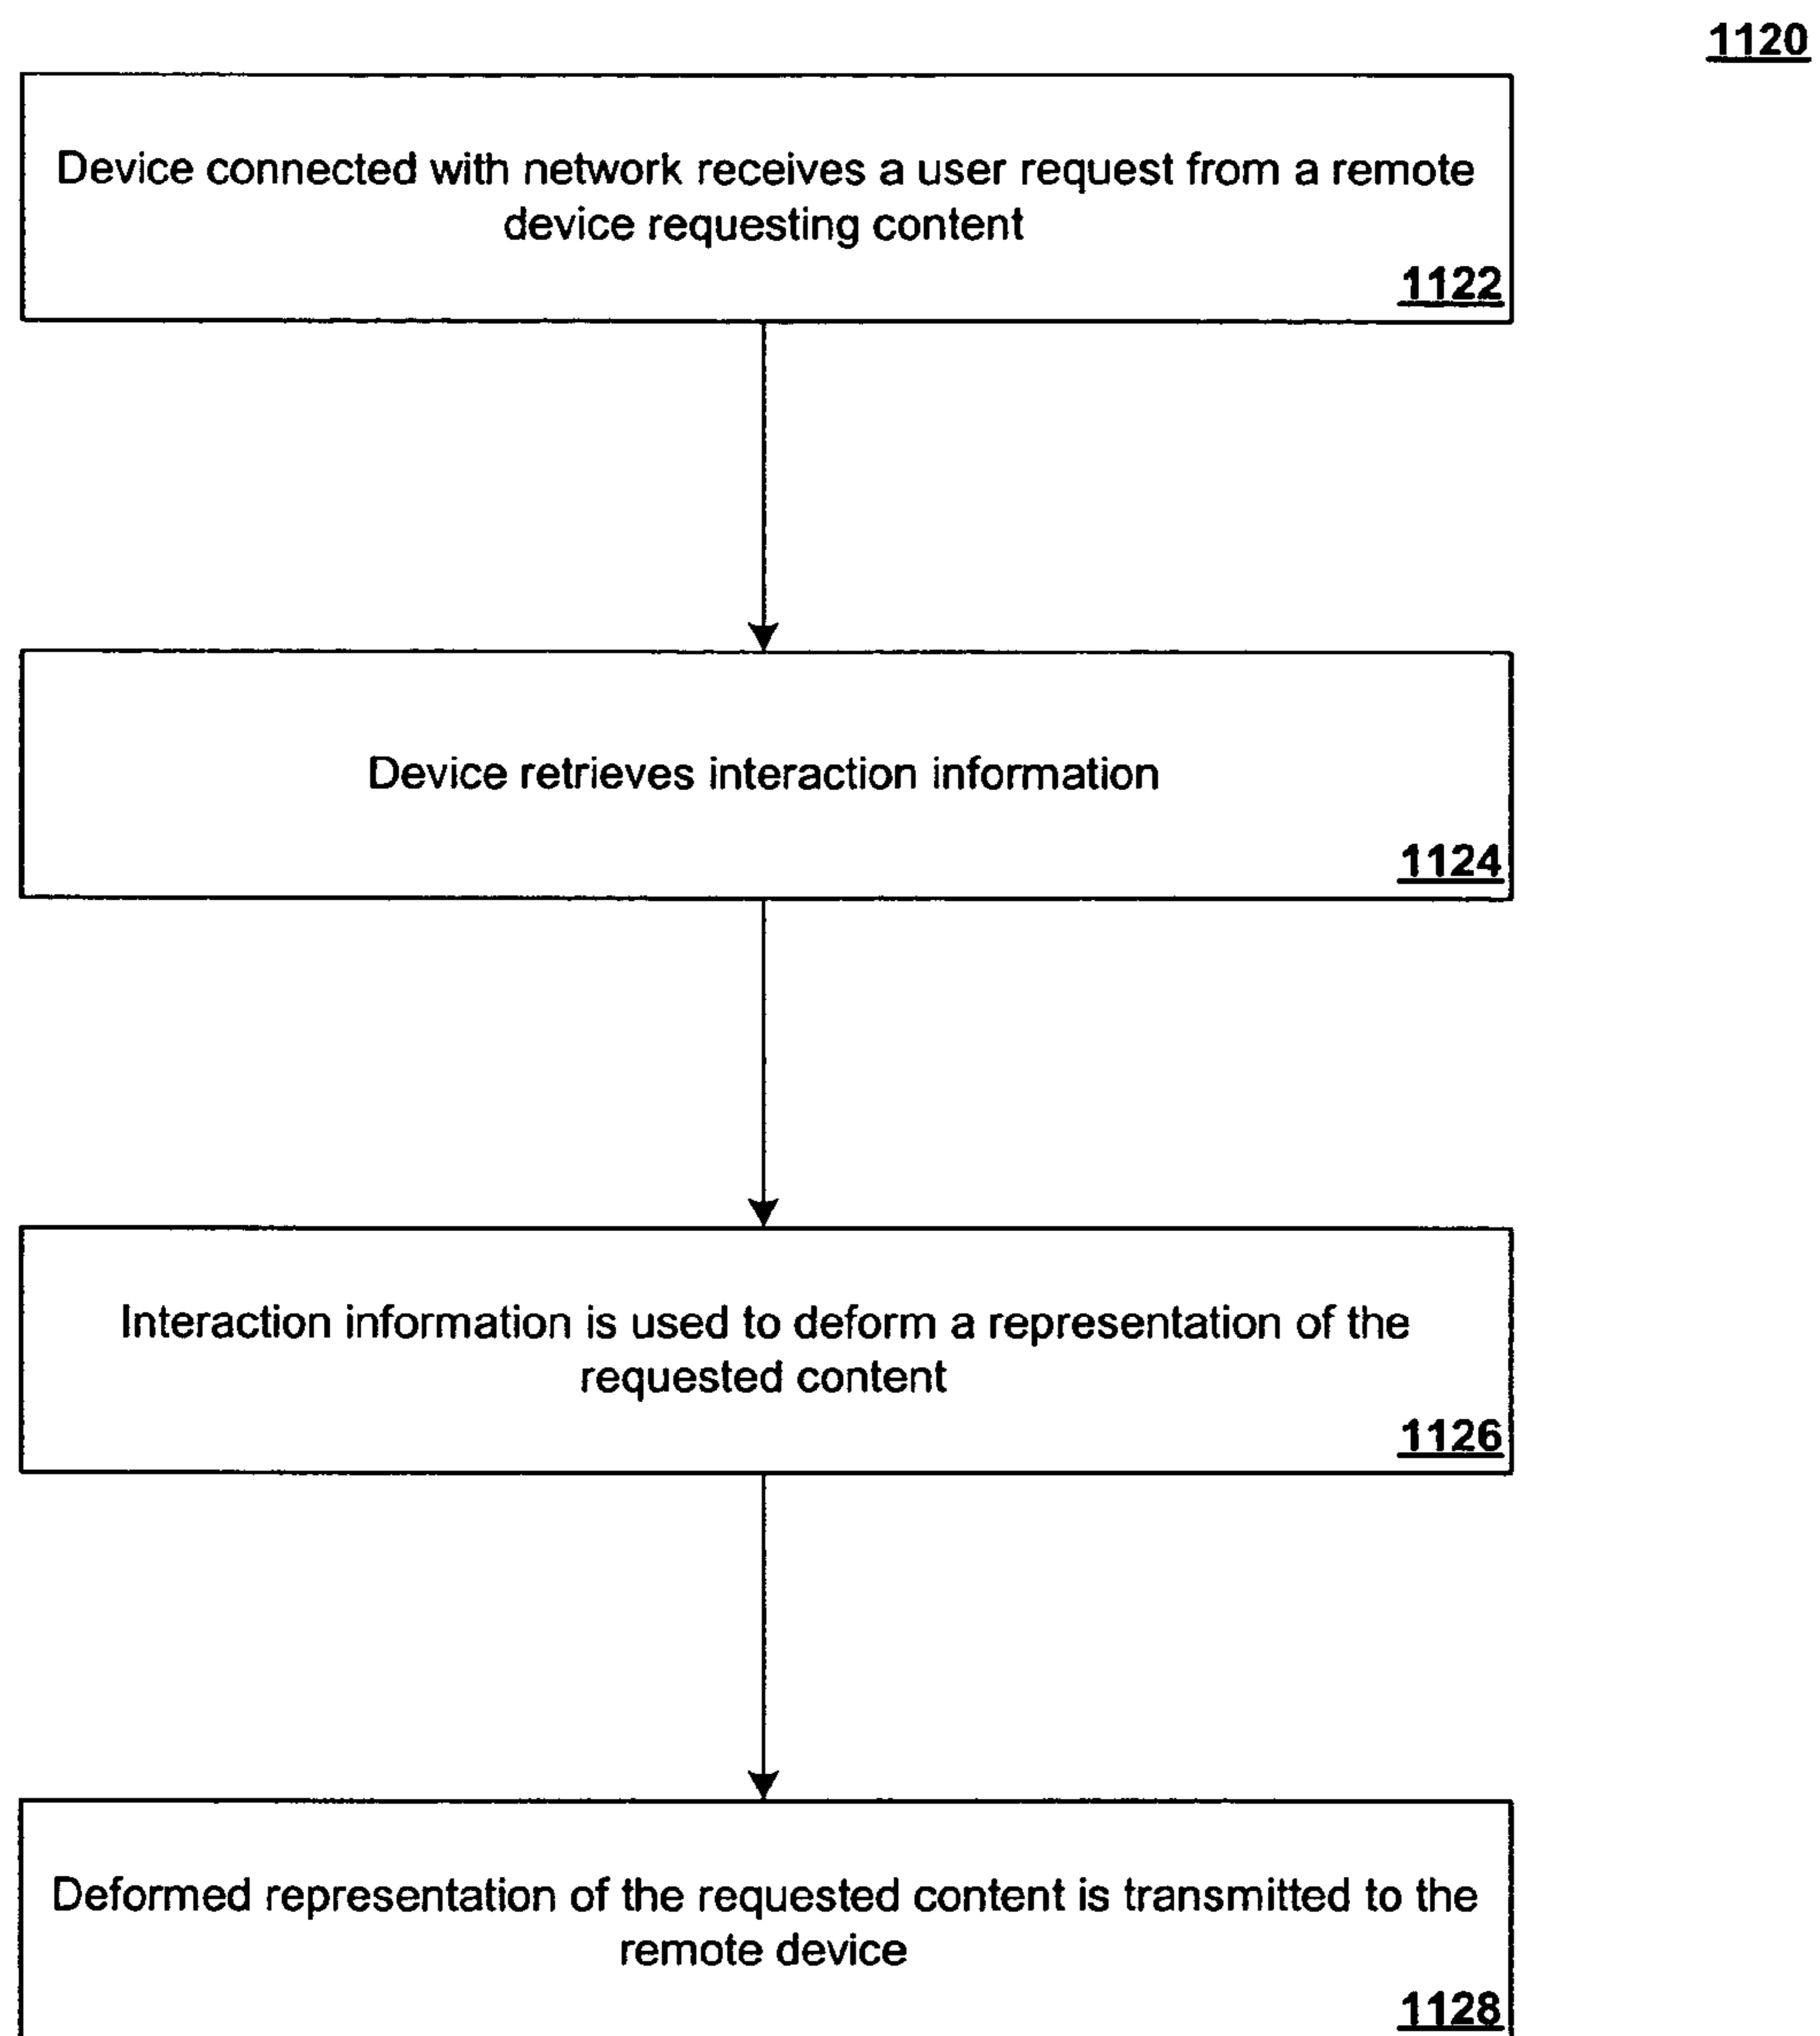 1120
Device connected with network receives a user request from a remote
device requesting content
1122
Device retrieves interaction information
1124
Interaction information is used to deform a representation of the
requested content
1126
Deformed representation of the requested content is transmitted to the
remote device
1128